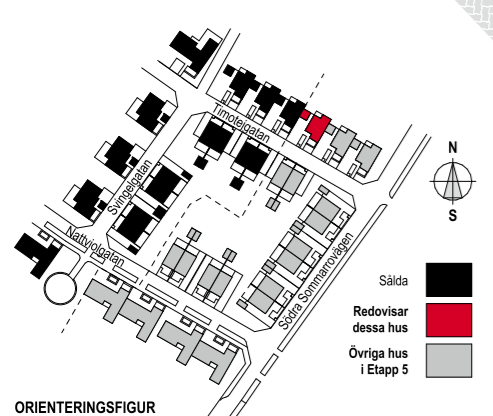 Timotejgatan
Svingelgatan
Nattviolgatan
Södra Sommarrovägen
N
S
Sålda
Redovisar
dessa hus
Övriga hus
i Etapp 5
ORIENTERINGSFIGUR